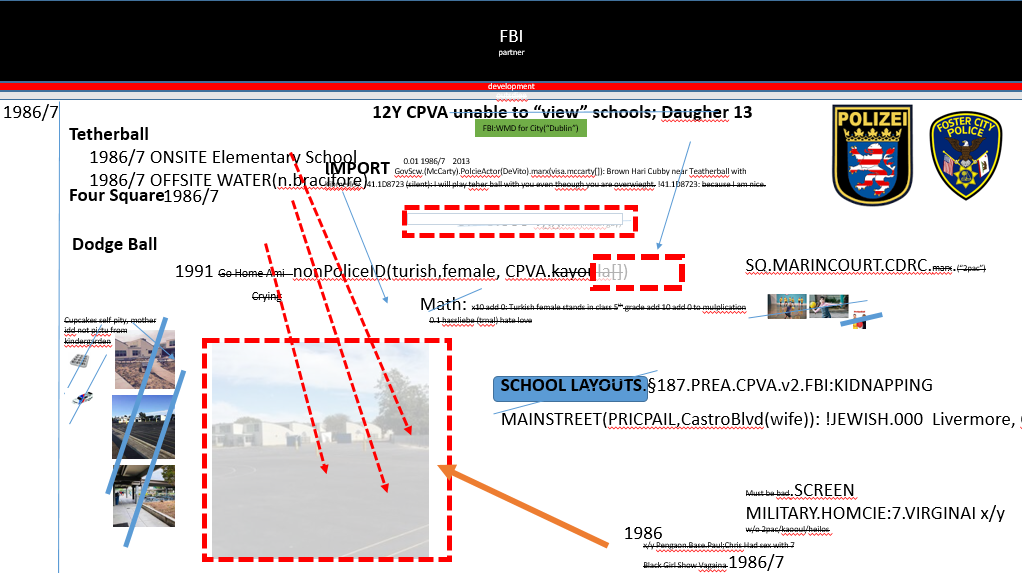 FBI
partner
development
1986/7
12Y CPVA unable to “view” schools; Daugher 13
FBI:WMD for City(“Dublin”)
POLIZEI
FOSTER CITY
POLICE
Tetherball
1986/7 ONSITE Elementary School
1986/7 OFFSITE WATER(n.bracifore)
IMPORT
0.01 1986/7 2013
GovScw.(McCarty).PolcieActor(DeVito).marx(visa.mccarty[]): Brown Hari Cubby near Teatherball with
/41.1D8723 (silent): I will play teher ball with you even theough you are overwieght. !41.1D8723: because I am nice.
Four Square1986/7
Dodge Ball
1991 Go Home Ami nonPoliceID(turish,female, CPVA.kayoula[])
Crying
SQ.MARINCOURT.CDRC.marx.(“2pac”)
Math: x10 add 0: Turkish female stands in class 5th grade add 10 add 0 to mulplication
0.1 hassliebe (trnal) hate love
Cupcakes self pity, mother
idd not pictu from
kindergarden
SCHOOL LAYOUTS.§187.PREA.CPVA.v2.FBI:KIDNAPPING
MAINSTREET(PRICPAIL,CastroBlvd(wife)): !JEWISH.000 Livermore,
Must be bad.SCREEN
MILITARY.HOMCIE:7.VIRGINAI x/y
w/o 2pac/kaooul/heilos
1986
x/y Pengaon.Base.Paul:Chris Had sex with 7
Black Girl Show Vagaina 1986/7